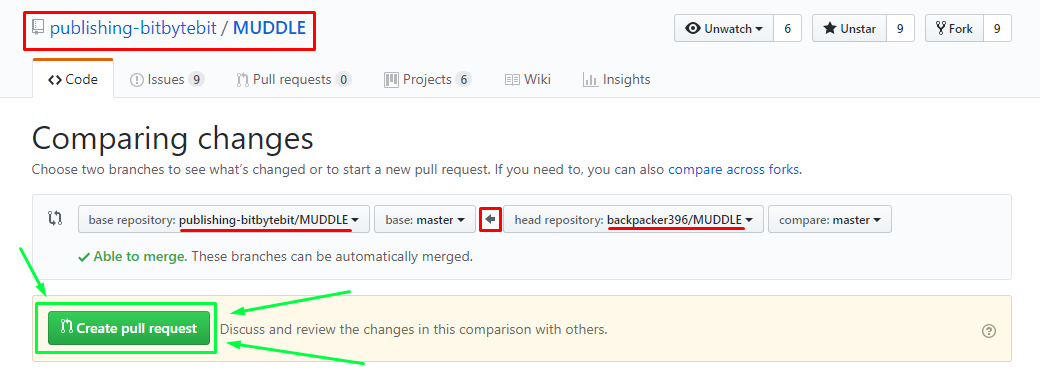 publishing-bitbytebit / MUDDLE
Unwatch 6 Unstar 9 Fork 9
Code Issues 9 Pull requests 0 Projects 6 Wiki Insights
Comparing changes
Choose two branches to see what's changed or to start a new pull request. If you need to, you can also compare across forks.
base repository: publishing-bitbytebit/MUDDLE base: master head repository: backpacker396/MUDDLE compare: master
Able to merge. These branches can be automatically merged.
Create pull request Discuss and review the changes in this comparison with others.